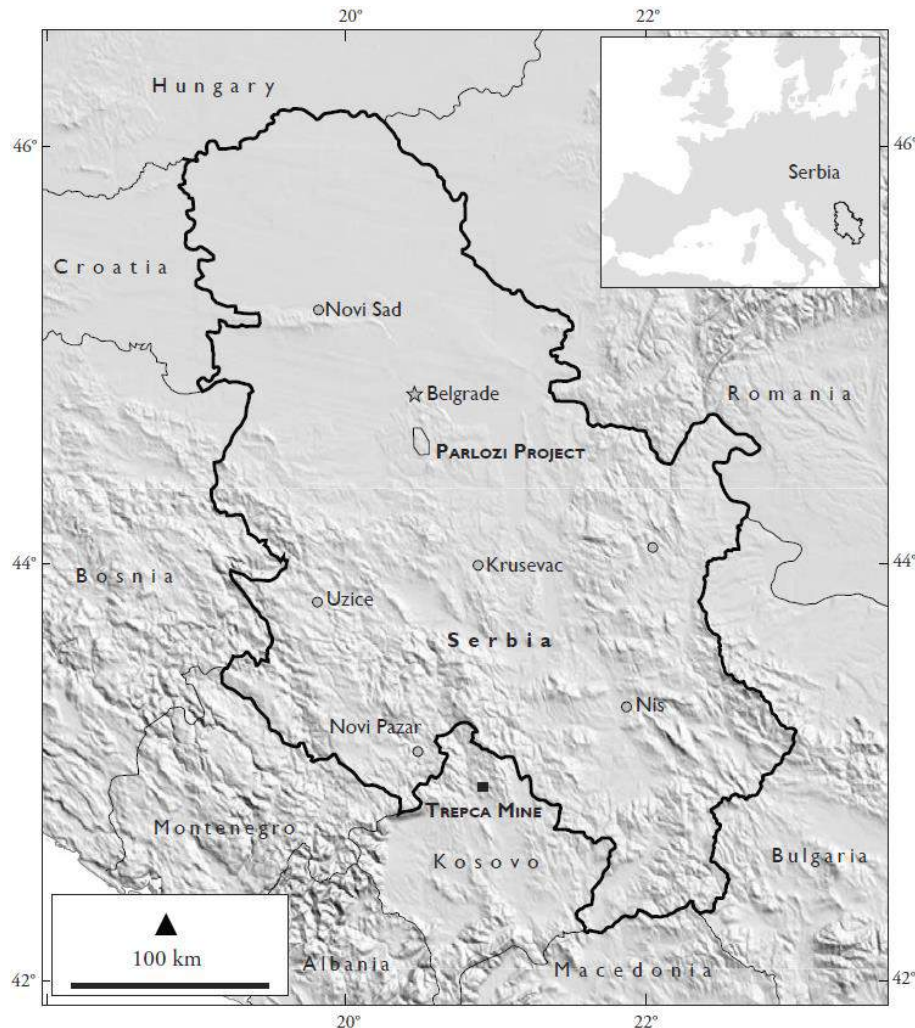 20°
22°
Hungary
46°
46°
Serbia
Croatia
Novi Sad
Belgrade
Romania
PARLOZI PROJECT
44°
44°
Bosnia
Krusevac
Uzice
Serbia
Nis
Novi Pazar
TREPCA MINE
Montenegro
Kosovo
Bulgaria
100 km
Albania
Macedonia
42°
42°
20°
22°